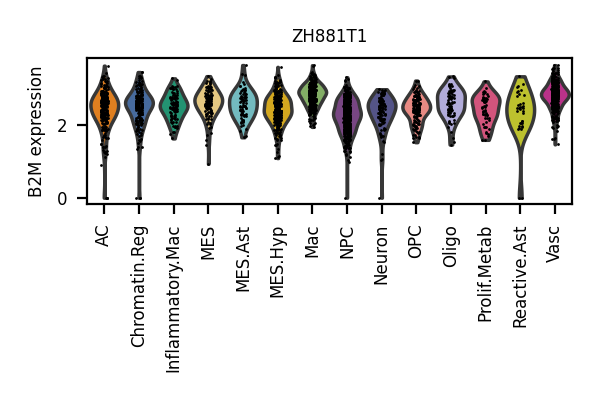 ZH881T1
B2M expression
2
0
AC
Chromatin.Reg
Inflammatory.Mac
MES
MES.Ast
MES.Hyp
Mac
NPC
Neuron
OPC
Oligo
Prolif.Metab
Reactive.Ast
Vasc